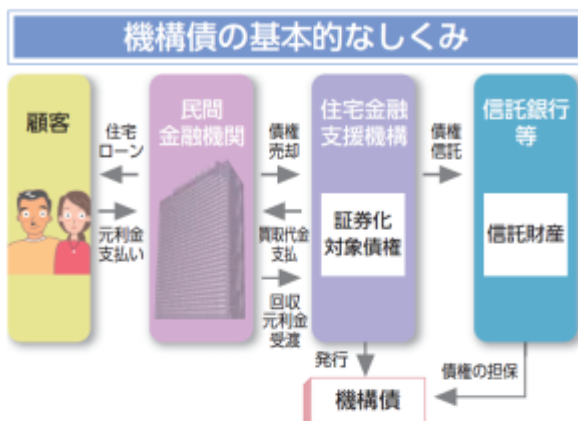 機構債の基本的なしくみ
顧客
住宅
ローン
元利金
支払い
民間
金融機関
債権
売却
買取代金
支払
回収
元利金
受渡
住宅金融
支援機構
証券化
対象債権
債権
信託
信託銀行
等
信託財産
発行
債権の担保
機構債